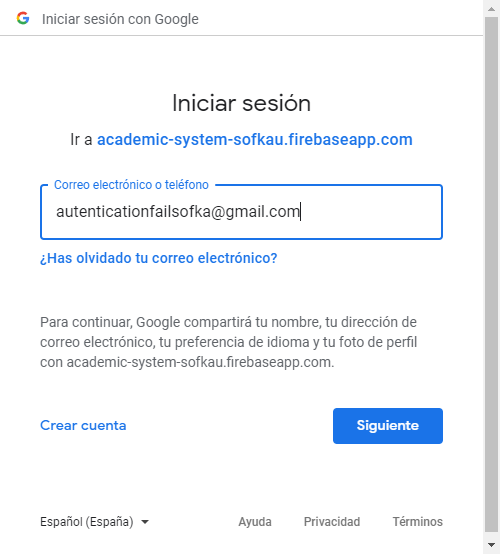 Iniciar sesión con Google
Iniciar sesión
Ir a academic-system-sofkau.firebaseapp.com
Correo electrónico o teléfono
autenticationfailsofka@gmail.com
¿Has olvidado tu correo electrónico?
Para continuar, Google compartirá tu nombre, tu dirección de
correo electrónico, tu preferencia de idioma y tu foto de perfil
con academic-system-sofkau.firebaseapp.com.
Crear cuenta
Siguiente
Español (España)
Ayuda
Privacidad
Términos